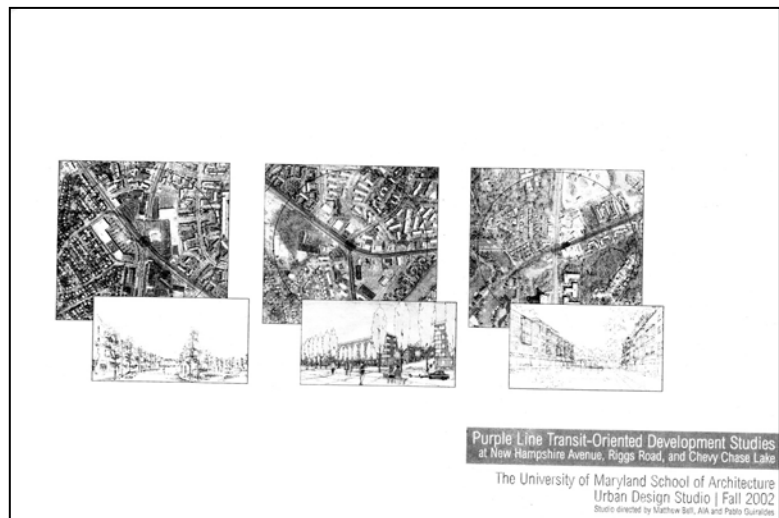 Purple Line Transit-Oriented Development Studies
at New Hampshire Avenue, Riggs Road, and Chevy Chase Lake
The University of Maryland School of Architecture
Urban Design Studio | Fall 2002
Studio directed by Matthew Bell, AIA and Pablo Guiraldes